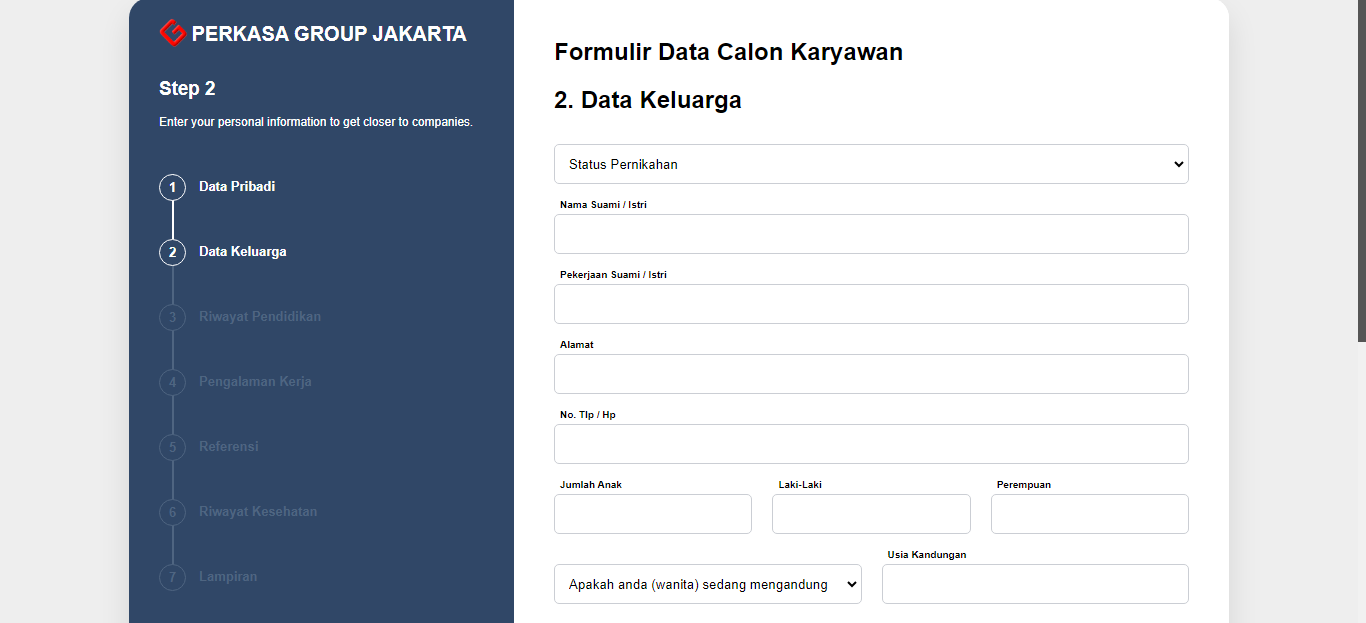 PERKASA GROUP JAKARTA
Step 2
Enter your personal information to get closer to companies.
1 Data Pribadi
2 Data Keluarga
3 Riwayat Pendidikan
4 Pengalaman Kerja
5 Referensi
6 Riwayat Kesehatan
7 Lampiran
Formulir Data Calon Karyawan
2. Data Keluarga
Status Pernikahan
Nama Suami / Istri
Pekerjaan Suami / Istri
Alamat
No. Tlp / Hp
Jumlah Anak Laki-Laki Perempuan
Usia Kandungan
Apakah anda (wanita) sedang mengandung